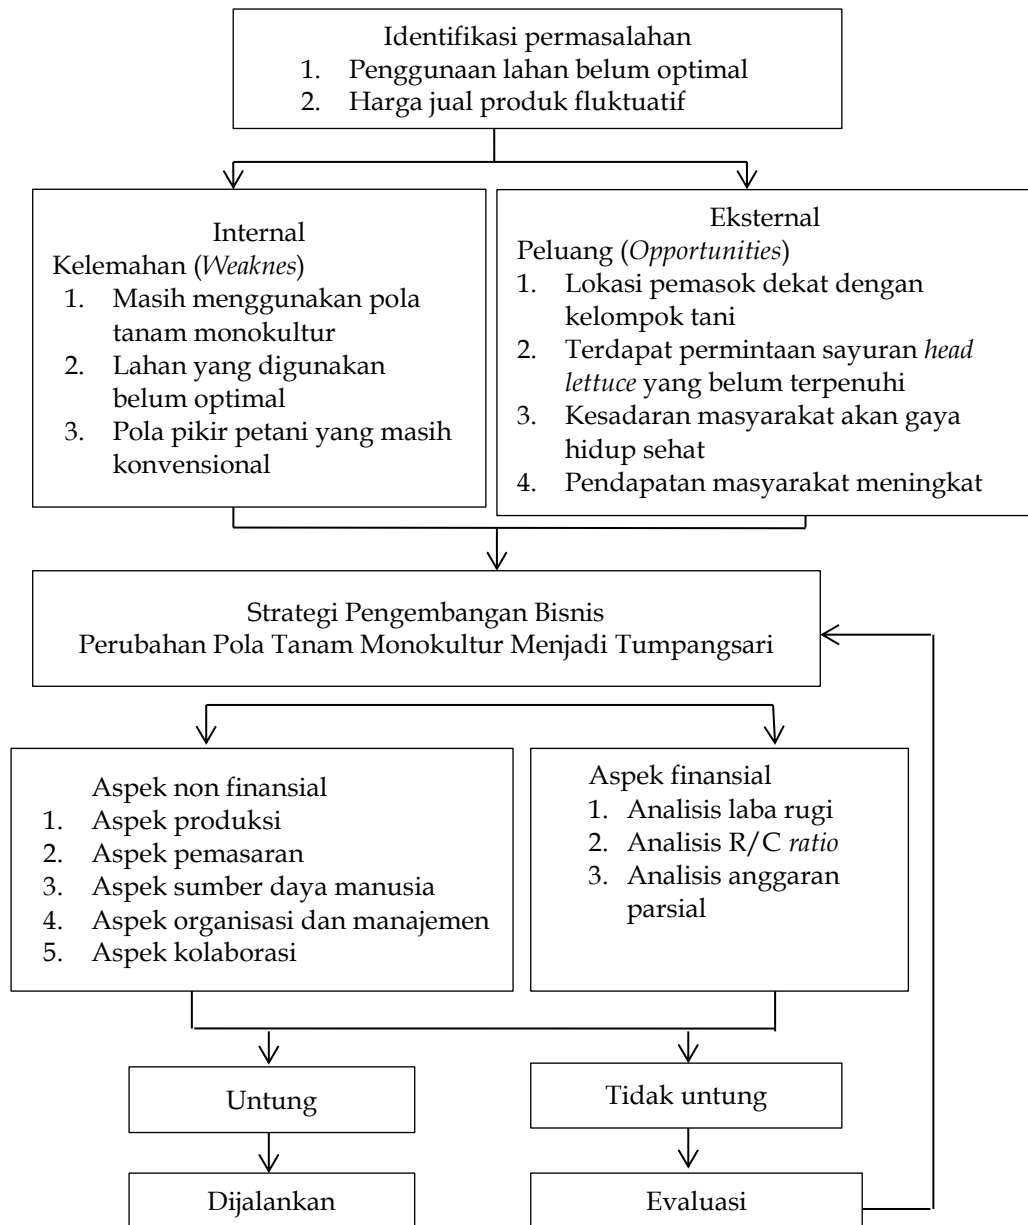 Identifikasi permasalahan
1. Penggunaan lahan belum optimal
2. Harga jual produk fluktuatif
Internal
Kelemahan (Weaknes)
1. Masih menggunakan pola
tanam monokultur
2. Lahan yang digunakan
belum optimal
3. Pola pikir petani yang masih
konvensional
Eksternal
Peluang (Opportunities)
1. Lokasi pemasok dekat dengan
kelompok tani
2. Terdapat permintaan sayuran head
lettuce yang belum terpenuhi
3. Kesadaran masyarakat akan gaya
hidup sehat
4. Pendapatan masyarakat meningkat
Strategi Pengembangan Bisnis
Perubahan Pola Tanam Monokultur Menjadi Tumpangsari
Aspek non finansial
1. Aspek produksi
2. Aspek pemasaran
3. Aspek sumber daya manusia
4. Aspek organisasi dan manajemen
5. Aspek kolaborasi
Aspek finansial
1. Analisis laba rugi
2. Analisis R/C ratio
3. Analisis anggaran
parsial
Untung
Tidak untung
Dijalankan
Evaluasi